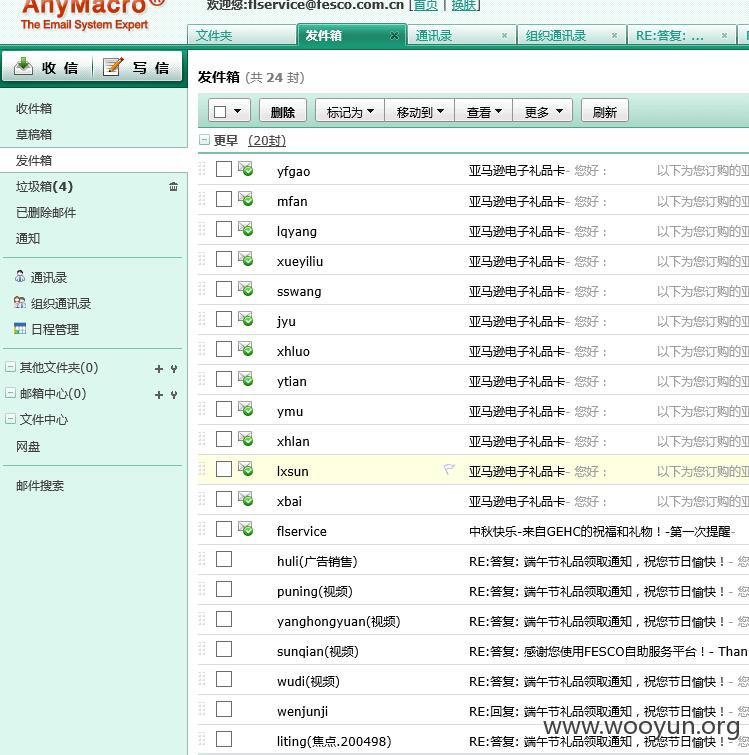 AnyMacro®
The Email System Expert
欢迎您:flservice@fesco.com.cn [首页 | 换肤]
文件夹 发件箱 × 通讯录 × 组织通讯录 × RE:答复: ... ×
收 信 写 信
发件箱 (共 24 封)
删除 标记为 移动到 查看 更多 刷新
收件箱
草稿箱
发件箱
垃圾箱(4)
已删除邮件
通知
通讯录
组织通讯录
日程管理
其他文件夹(0)
邮箱中心(0)
文件中心
网盘
邮件搜索
更早 (20封)
yfgao 亚马逊电子礼品卡- 您好： 以下为您订购的亚
mfan 亚马逊电子礼品卡- 您好： 以下为您订购的亚
lqyang 亚马逊电子礼品卡- 您好： 以下为您订购的亚
xueyiliu 亚马逊电子礼品卡- 您好： 以下为您订购的亚
sswang 亚马逊电子礼品卡- 您好： 以下为您订购的亚
jyu 亚马逊电子礼品卡- 您好： 以下为您订购的亚
xhluo 亚马逊电子礼品卡- 您好： 以下为您订购的亚
ytian 亚马逊电子礼品卡- 您好： 以下为您订购的亚
ymu 亚马逊电子礼品卡- 您好： 以下为您订购的亚
xhlan 亚马逊电子礼品卡- 您好： 以下为您订购的亚
lxsun 亚马逊电子礼品卡- 您好： 以下为您订购的亚
xbai 亚马逊电子礼品卡- 您好： 以下为您订购的亚
flservice 中秋快乐-来自GEHC的祝福和礼物！-第一次提醒-
huli(广告销售) RE:答复: 端午节礼品领取通知，祝您节日愉快！- 您
puning(视频) RE:答复: 端午节礼品领取通知，祝您节日愉快！- 您
yanghongyuan(视频) RE:答复: 端午节礼品领取通知，祝您节日愉快！- 您
sunqian(视频) RE:答复: 感谢您使用FESCO自助服务平台！- Than
wudi(视频) RE:答复: 端午节礼品领取通知，祝您节日愉快！- 您
wenjunji RE:回复: 端午节礼品领取通知，祝您节日愉快！- 您
liting(焦点.200498) RE:答复: 端午节礼品领取通知，祝您节日愉快！- 您
www.wooyun.org